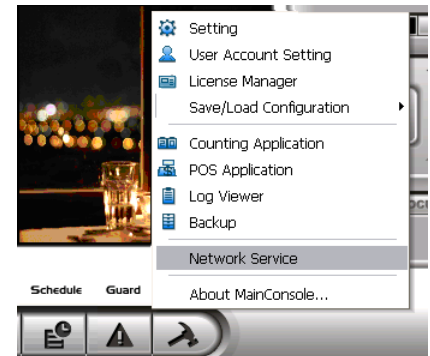 Setting
User Account Setting
License Manager
Save/Load Configuration
Counting Application
POS Application
Log Viewer
Backup
Network Service
About MainConsole...
Schedule Guard